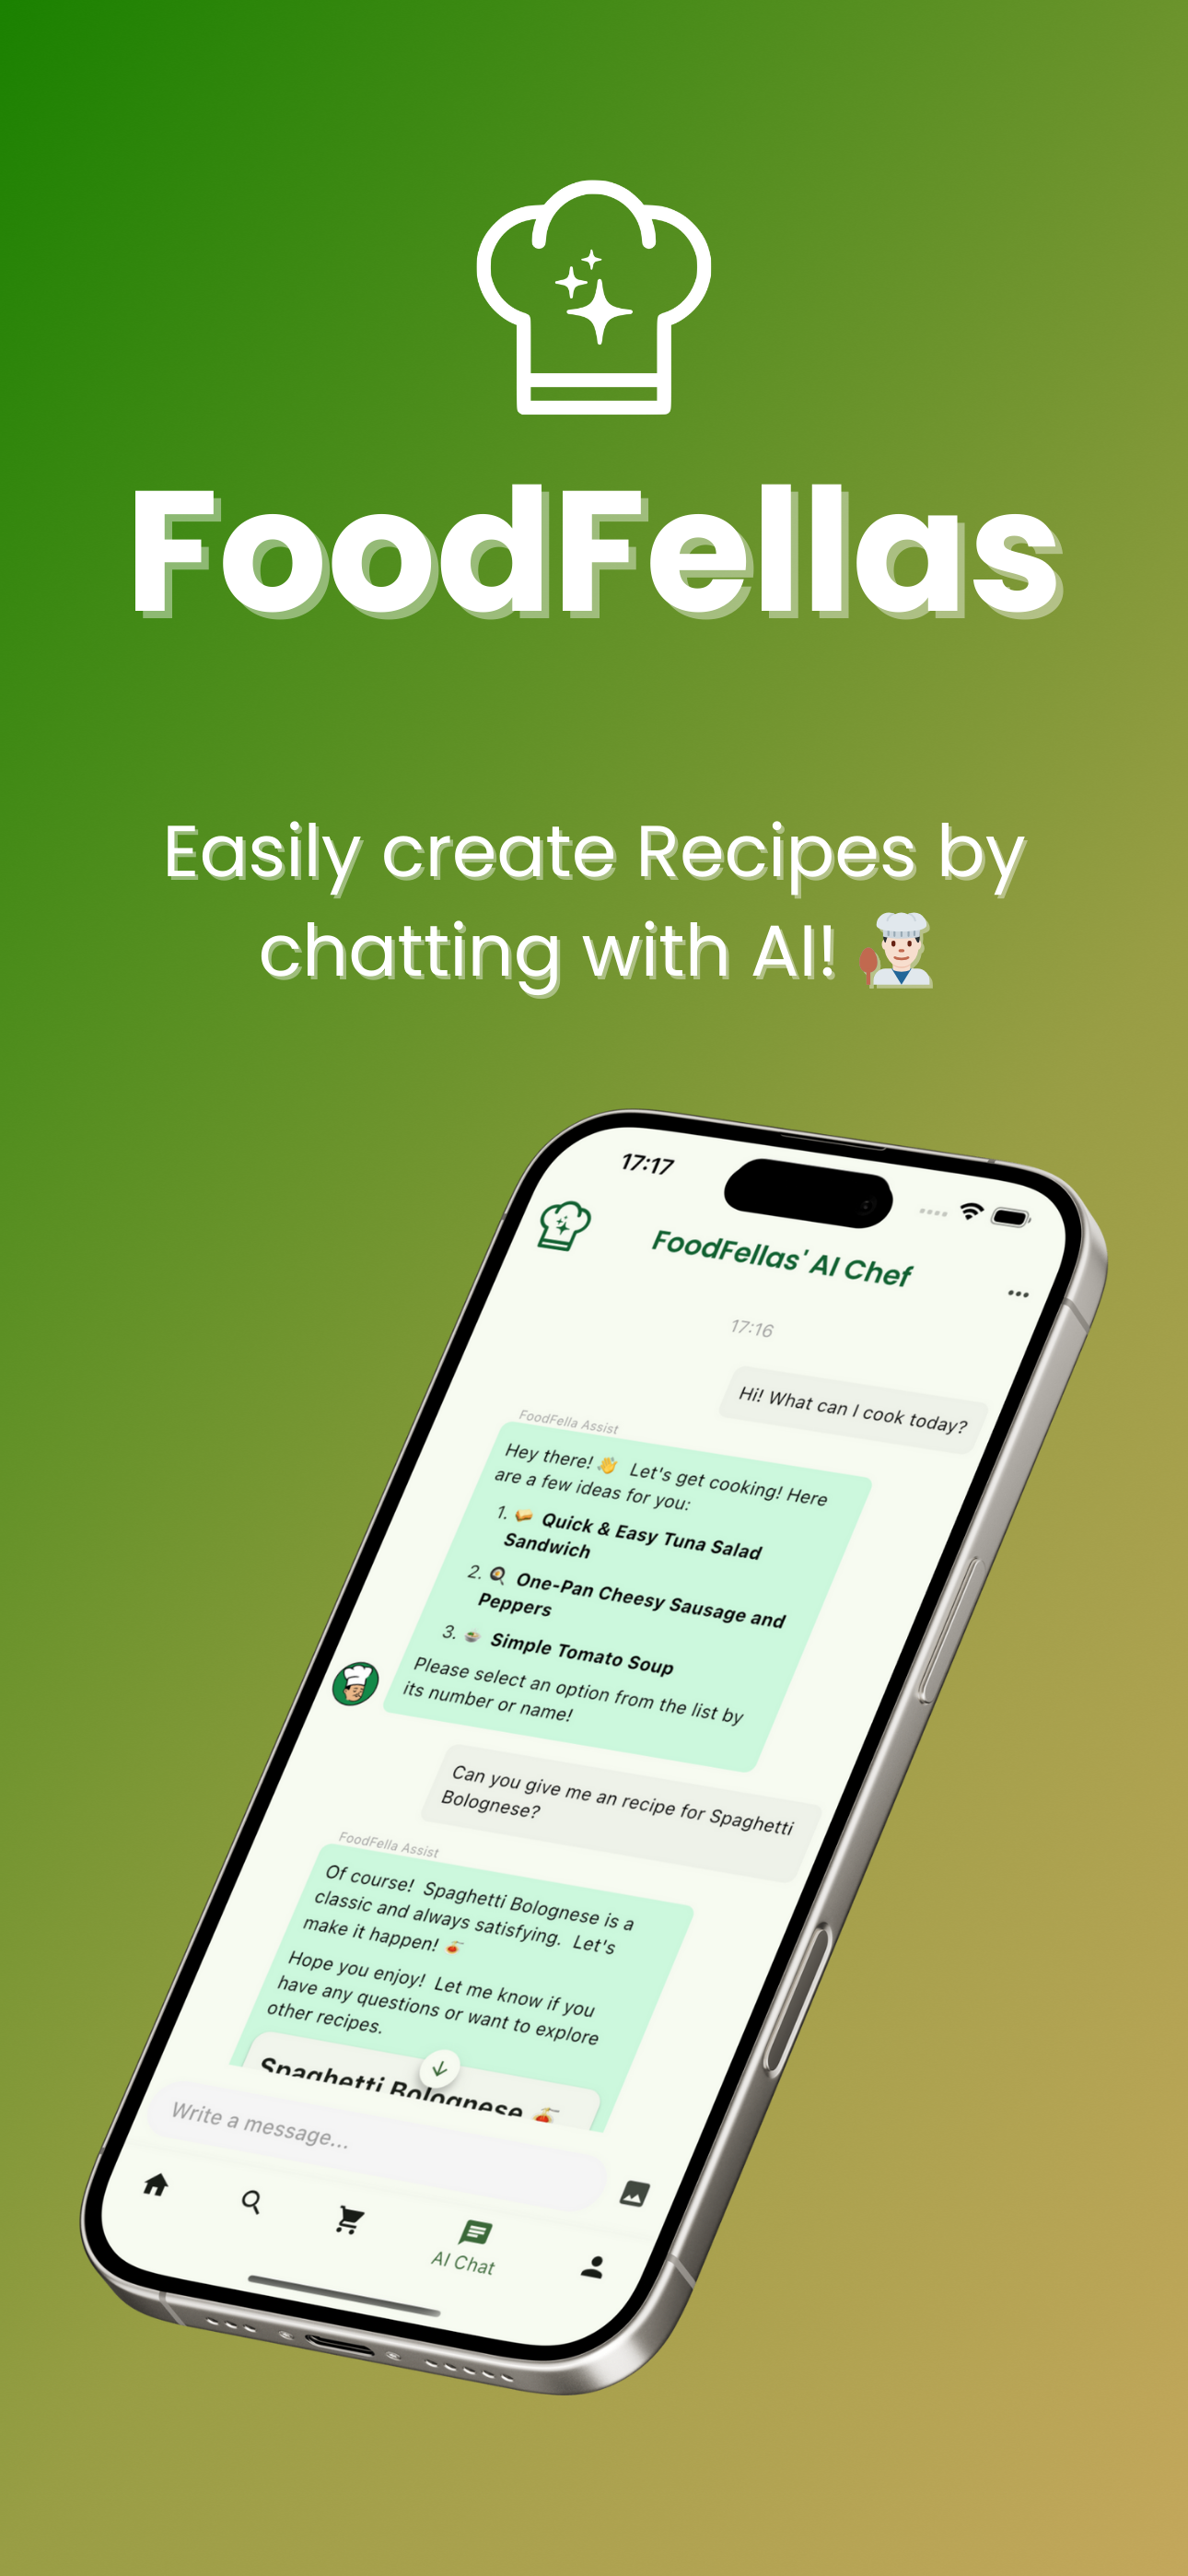 FoodFellas
Easily create Recipes by
chatting with AI! 👨🏻‍🍳
17:17
FoodFellas' AI Chef
17:16
Hi! What can I cook today?
FoodFella Assist
Hey there! 👋 Let's get cooking! Here
are a few ideas for you:
1. 🥪 Quick & Easy Tuna Salad
Sandwich
2. 🍳 One-Pan Cheesy Sausage and
Peppers
3. 🍲 Simple Tomato Soup
Please select an option from the list by
its number or name!
Can you give me an recipe for Spaghetti
Bolognese?
FoodFella Assist
Of course! Spaghetti Bolognese is a
classic and always satisfying. Let's
make it happen! 🍝
Hope you enjoy! Let me know if you
have any questions or want to explore
other recipes.
Spaghetti Bolognese 🍝
Write a message...
AI Chat